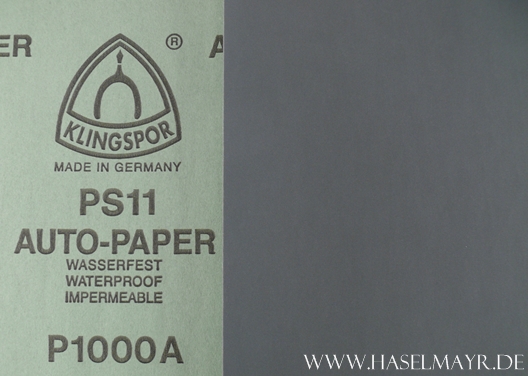 ER
A
®
KLINGSPOR
MADE IN GERMANY
PS11
AUTO-PAPER
WASSERFEST
WATERPROOF
IMPERMEABLE
P1000A
WWW.HASELMAYR.DE